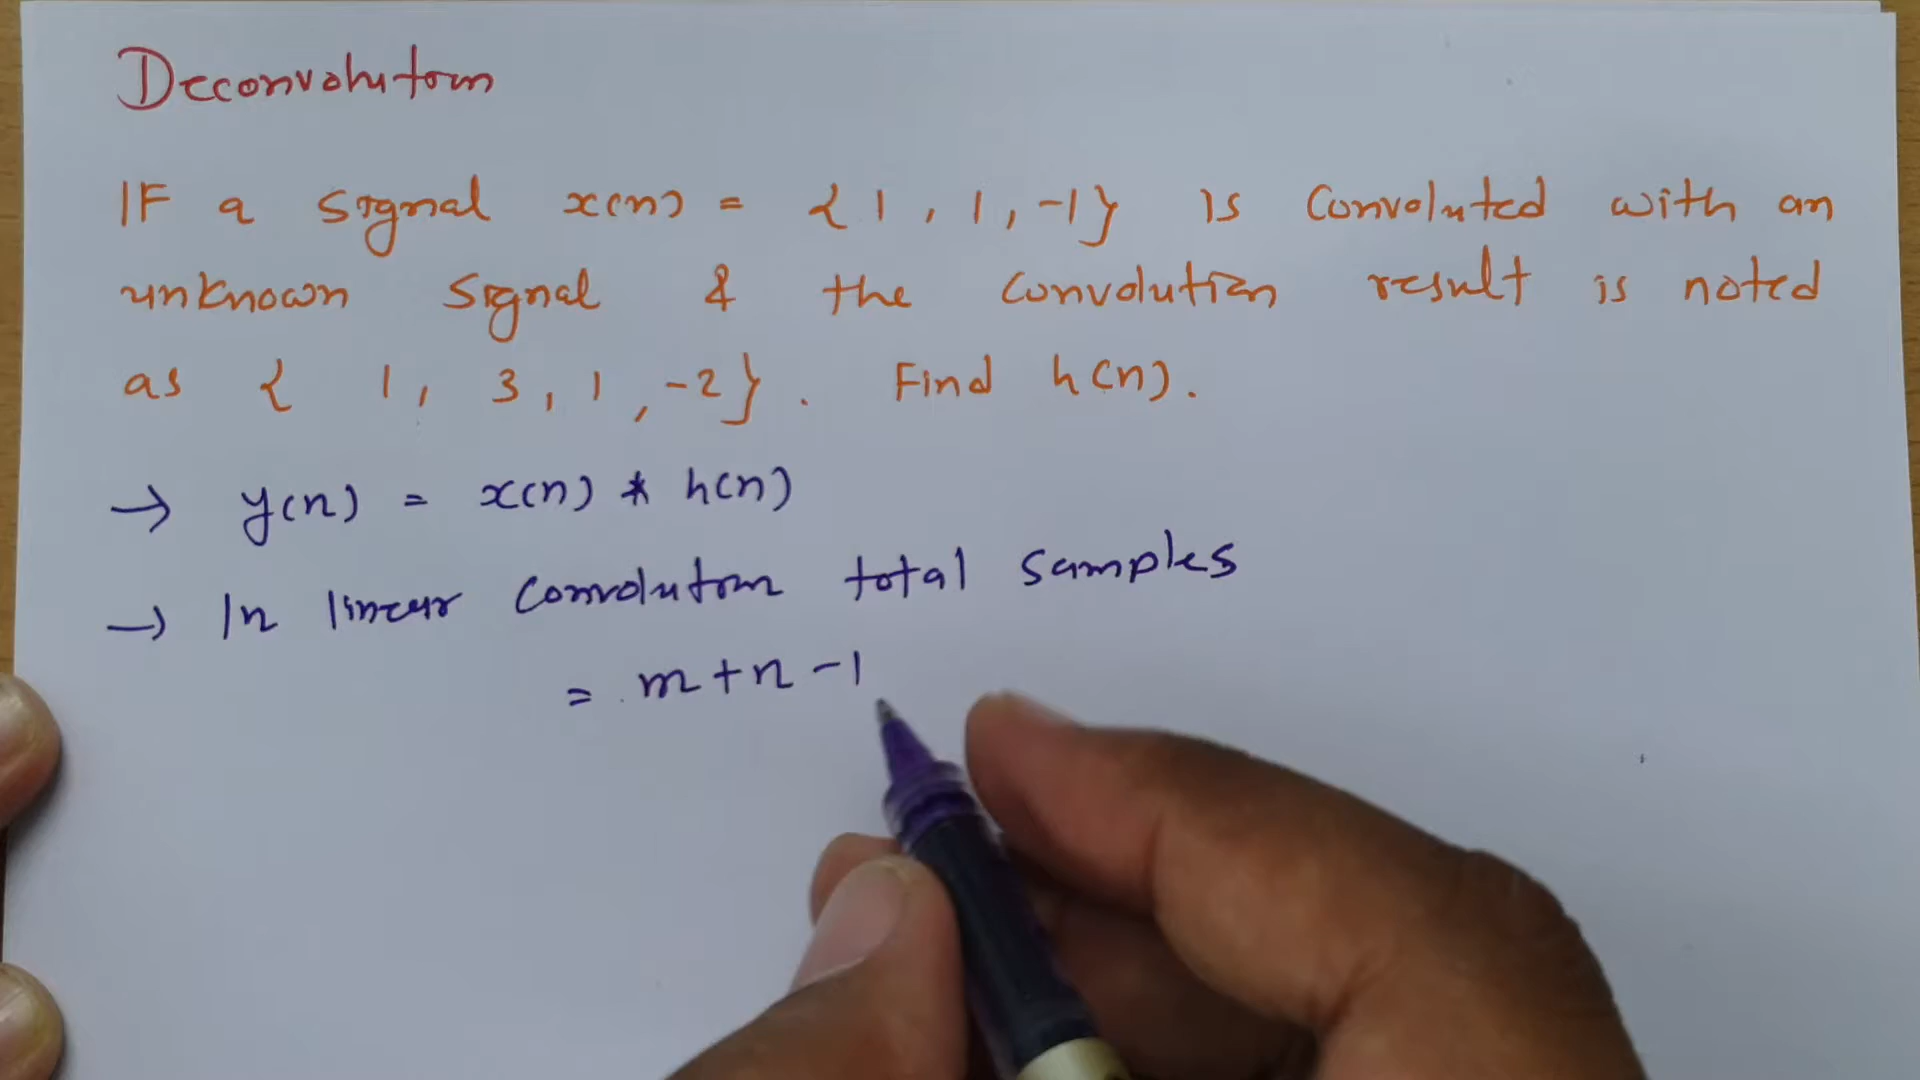 Deconvolution
IF a signal x(n) = {1, 1, -1} is convoluted with an
unknown signal & the convolution result is noted
as { 1, 3, 1, -2}. Find h(n).
→ y(n) = x(n) * h(n)
→ In linear convolution total samples
= m+n-1